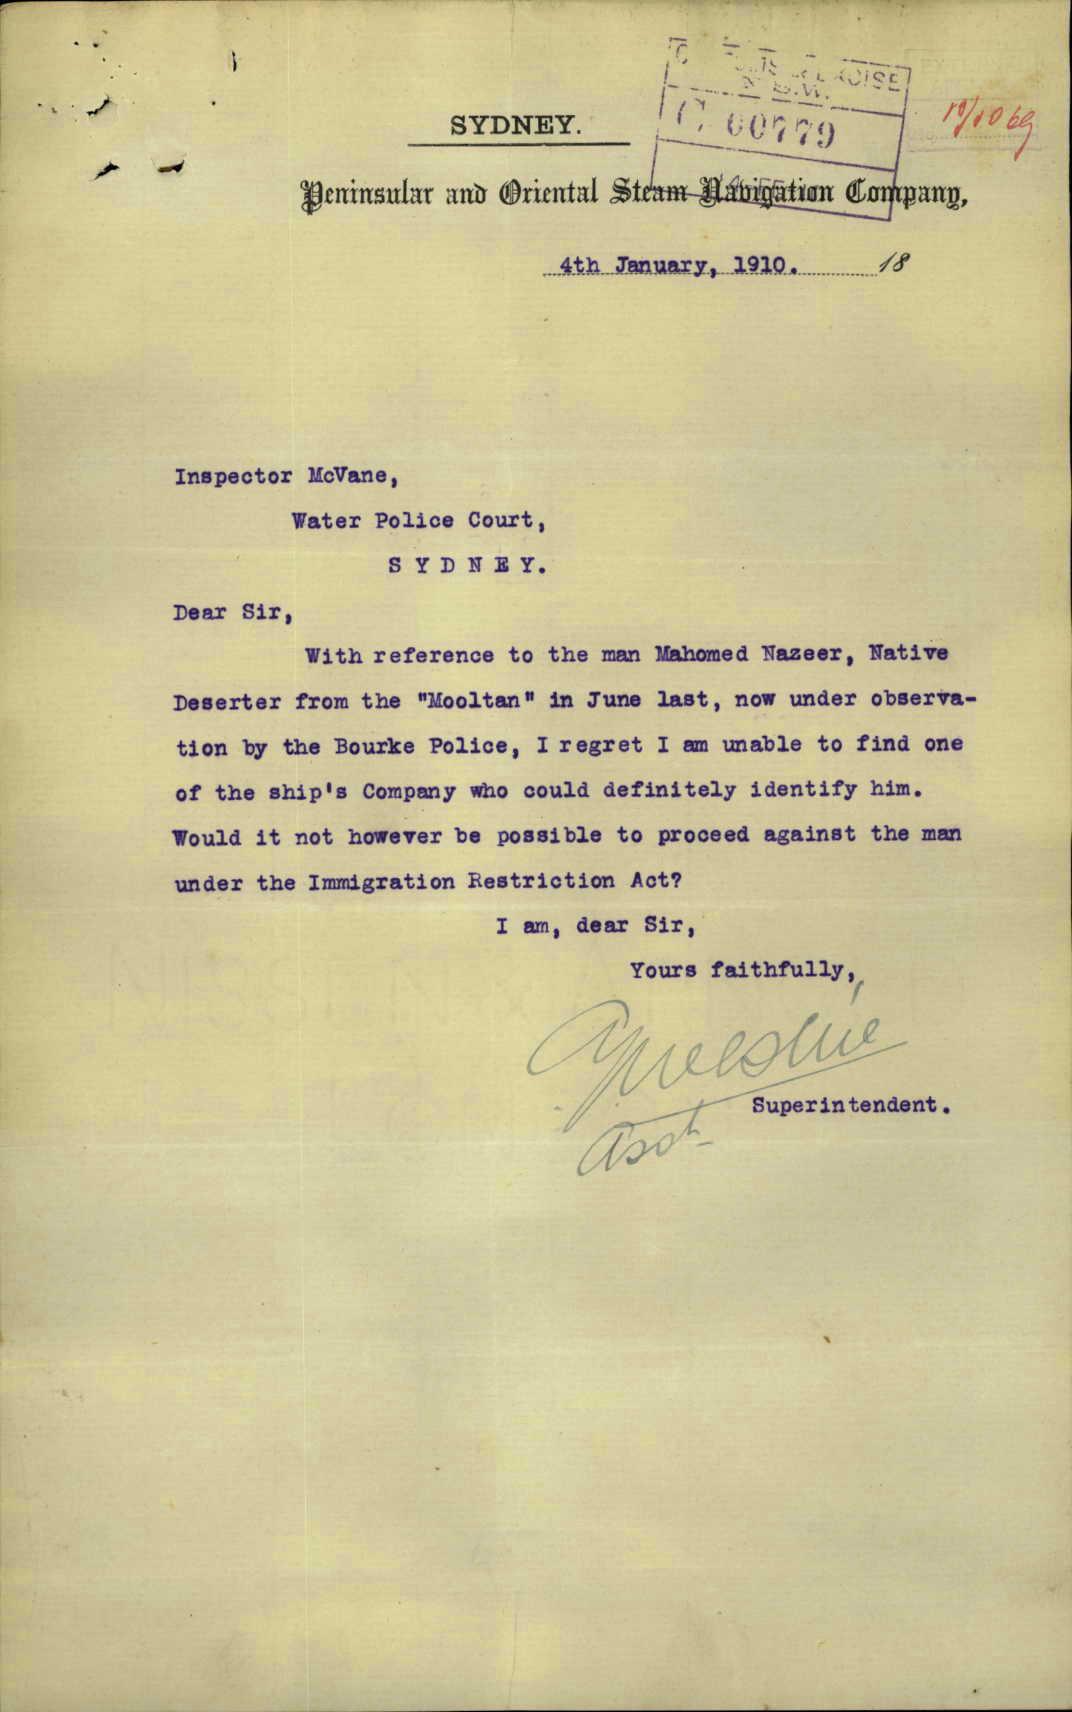 EXCISE
N.S.W.
C. 00779
10/1069
SYDNEY.
Peninsular and Oriental Steam Navigation Company,
4th January, 1910. 18
Inspector McVane,
Water Police Court,
SYDNEY.
Dear Sir,
With reference to the man Mahomed Nazeer, Native
Deserter from the "Mooltan" in June last, now under observa-
tion by the Bourke Police, I regret I am unable to find one
of the ship's Company who could definitely identify him.
Would it not however be possible to proceed against the man
under the Immigration Restriction Act?
I am, dear Sir,
Yours faithfully,
Superintendent.
Asst